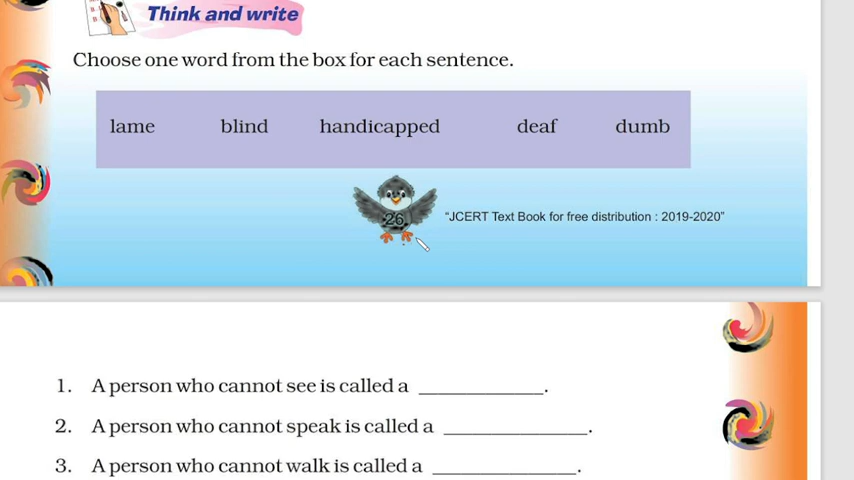 Think and write
Choose one word from the box for each sentence.
lame blind handicapped deaf dumb
26
“JCERT Text Book for free distribution : 2019-2020”
1. A person who cannot see is called a ____________.
2. A person who cannot speak is called a ______________.
3. A person who cannot walk is called a ______________.